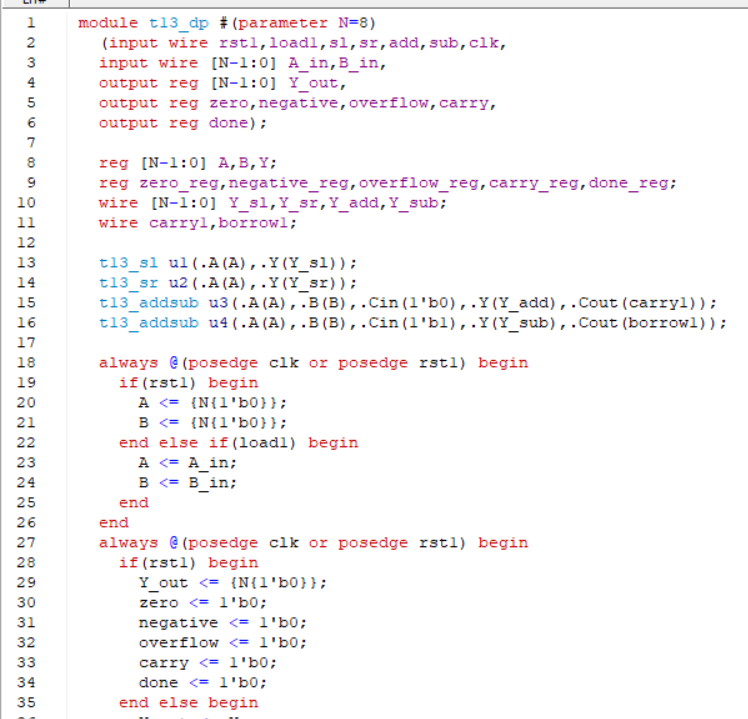 1 module t13_dp #(parameter N=8)
2 (input wire rst1,load1,sl,sr,add,sub,clk,
3 input wire [N-1:0] A_in,B_in,
4 output reg [N-1:0] Y_out,
5 output reg zero,negative,overflow,carry,
6 output reg done);
7
8 reg [N-1:0] A,B,Y;
9 reg zero_reg,negative_reg,overflow_reg,carry_reg,done_reg;
10 wire [N-1:0] Y_sl,Y_sr,Y_add,Y_sub;
11 wire carry1,borrow1;
12
13 t13_sl u1(.A(A),.Y(Y_sl));
14 t13_sr u2(.A(A),.Y(Y_sr));
15 t13_addsub u3(.A(A),.B(B),.Cin(1'b0),.Y(Y_add),.Cout(carry1));
16 t13_addsub u4(.A(A),.B(B),.Cin(1'b1),.Y(Y_sub),.Cout(borrow1));
17
18 always @(posedge clk or posedge rst1) begin
19 if(rst1) begin
20 A <= {N{1'b0}};
21 B <= {N{1'b0}};
22 end else if(load1) begin
23 A <= A_in;
24 B <= B_in;
25 end
26 end
27 always @(posedge clk or posedge rst1) begin
28 if(rst1) begin
29 Y_out <= {N{1'b0}};
30 zero <= 1'b0;
31 negative <= 1'b0;
32 overflow <= 1'b0;
33 carry <= 1'b0;
34 done <= 1'b0;
35 end else begin